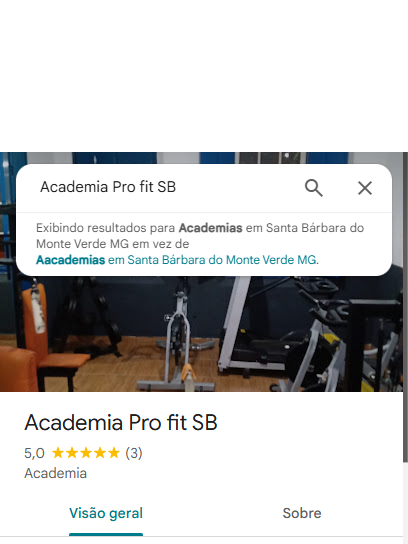 Academia Pro fit SB
Exibindo resultados para Academias em Santa Bárbara do
Monte Verde MG em vez de
Aacademias em Santa Bárbara do Monte Verde MG.
Academia Pro fit SB
5,0 ★★★★★ (3)
Academia
Visão geral Sobre